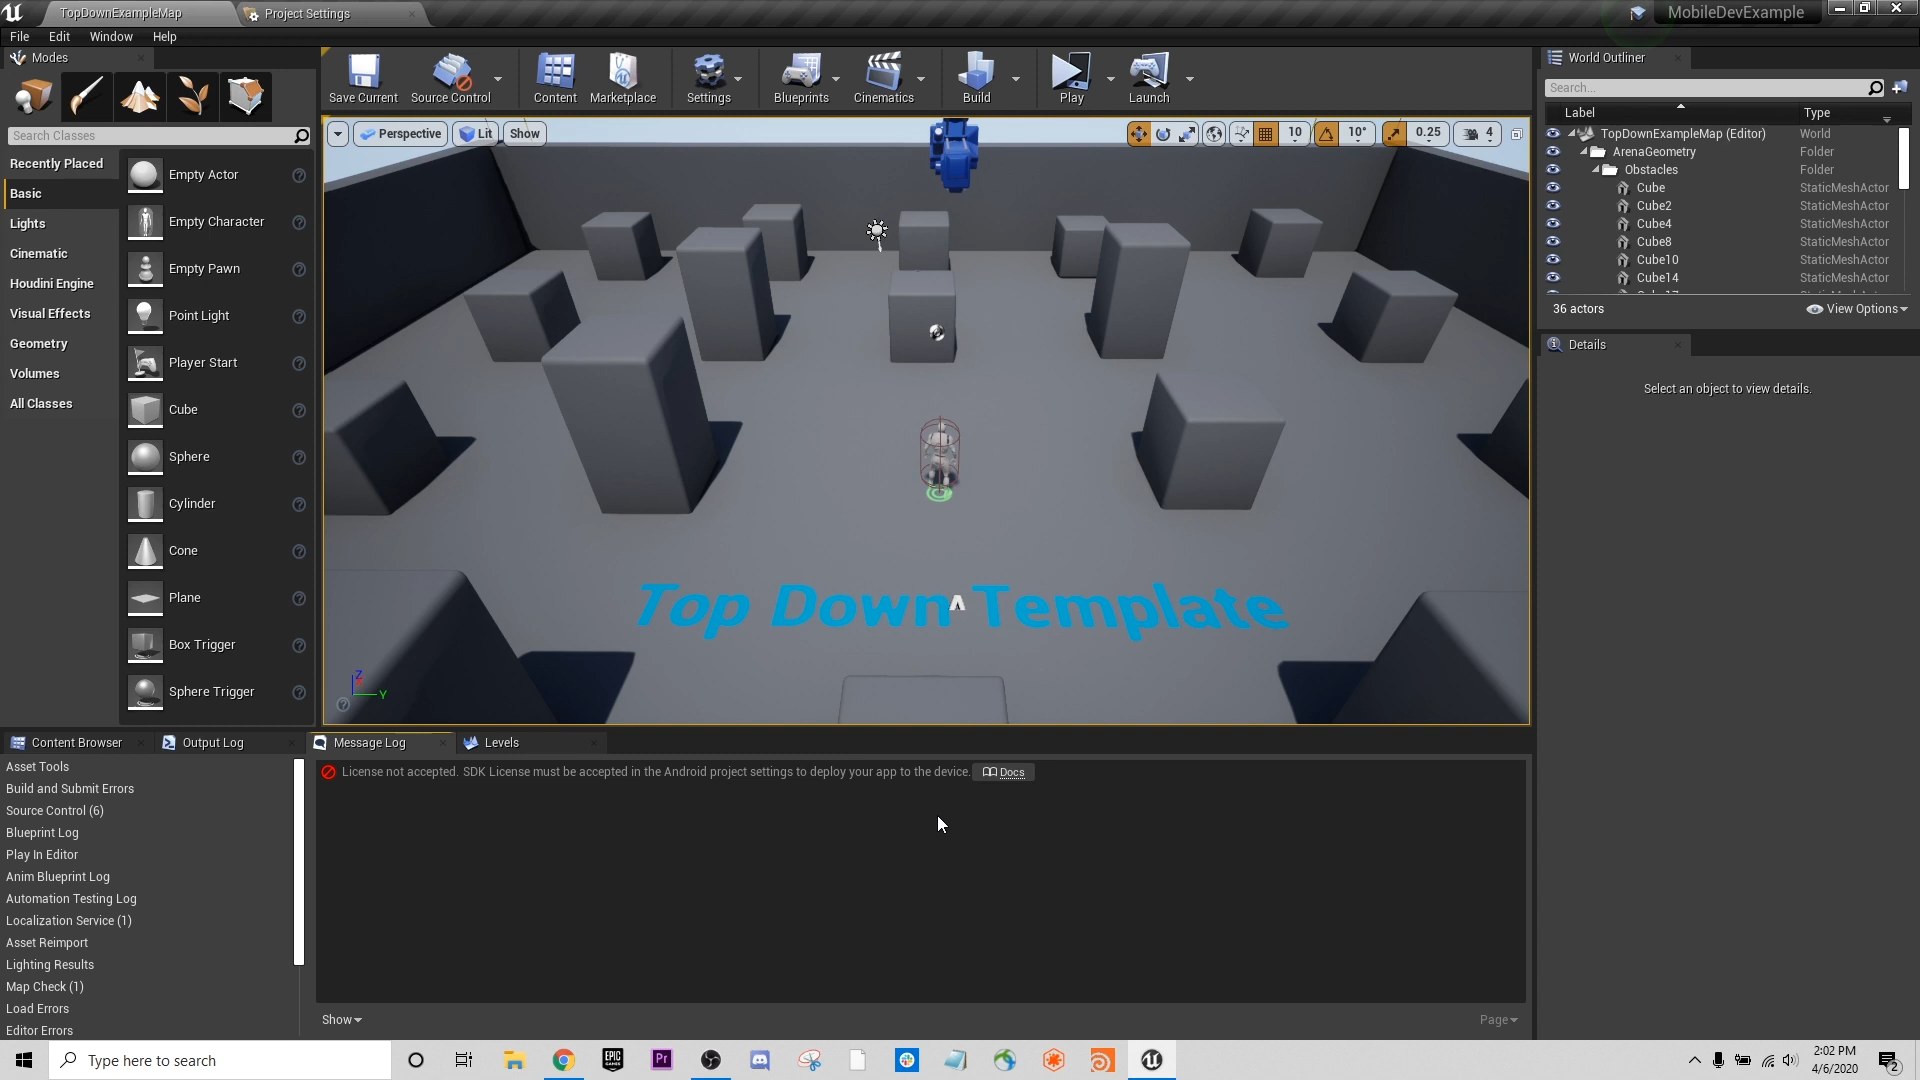 TopDownExampleMap
Project Settings
MobileDevExample
File Edit Window Help
Modes
Save Current
Source Control
Content
Marketplace
Settings
Blueprints
Cinematics
Build
Play
Launch
Search Classes
Recently Placed
Basic
Lights
Cinematic
Houdini Engine
Visual Effects
Geometry
Volumes
All Classes
Empty Actor
Empty Character
Empty Pawn
Point Light
Player Start
Cube
Sphere
Cylinder
Cone
Plane
Box Trigger
Sphere Trigger
Perspective
Lit
Show
10
10°
0.25
4
Top Down Template
Z
Y
World Outliner
Search...
Label Type
TopDownExampleMap (Editor) World
ArenaGeometry Folder
Obstacles Folder
Cube StaticMeshActor
Cube2 StaticMeshActor
Cube4 StaticMeshActor
Cube8 StaticMeshActor
Cube10 StaticMeshActor
Cube14 StaticMeshActor
36 actors
View Options
Details
Select an object to view details.
Content Browser
Output Log
Message Log
Levels
Asset Tools
Build and Submit Errors
Source Control (6)
Blueprint Log
Play In Editor
Anim Blueprint Log
Automation Testing Log
Localization Service (1)
Asset Reimport
Lighting Results
Map Check (1)
Load Errors
Editor Errors
License not accepted. SDK License must be accepted in the Android project settings to deploy your app to the device. Docs
Show
Page
Type here to search
EPIC GAMES
Pr
2:02 PM
4/6/2020
2